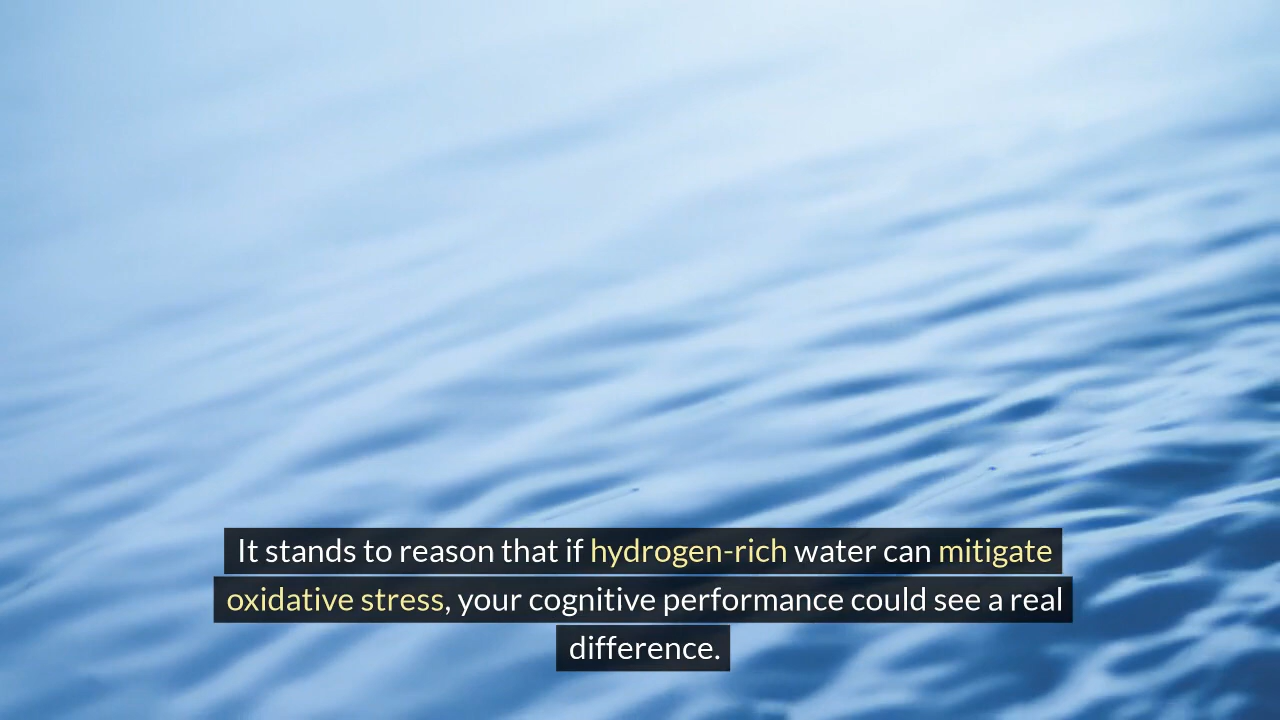 It stands to reason that if hydrogen-rich water can mitigate
oxidative stress, your cognitive performance could see a real
difference.